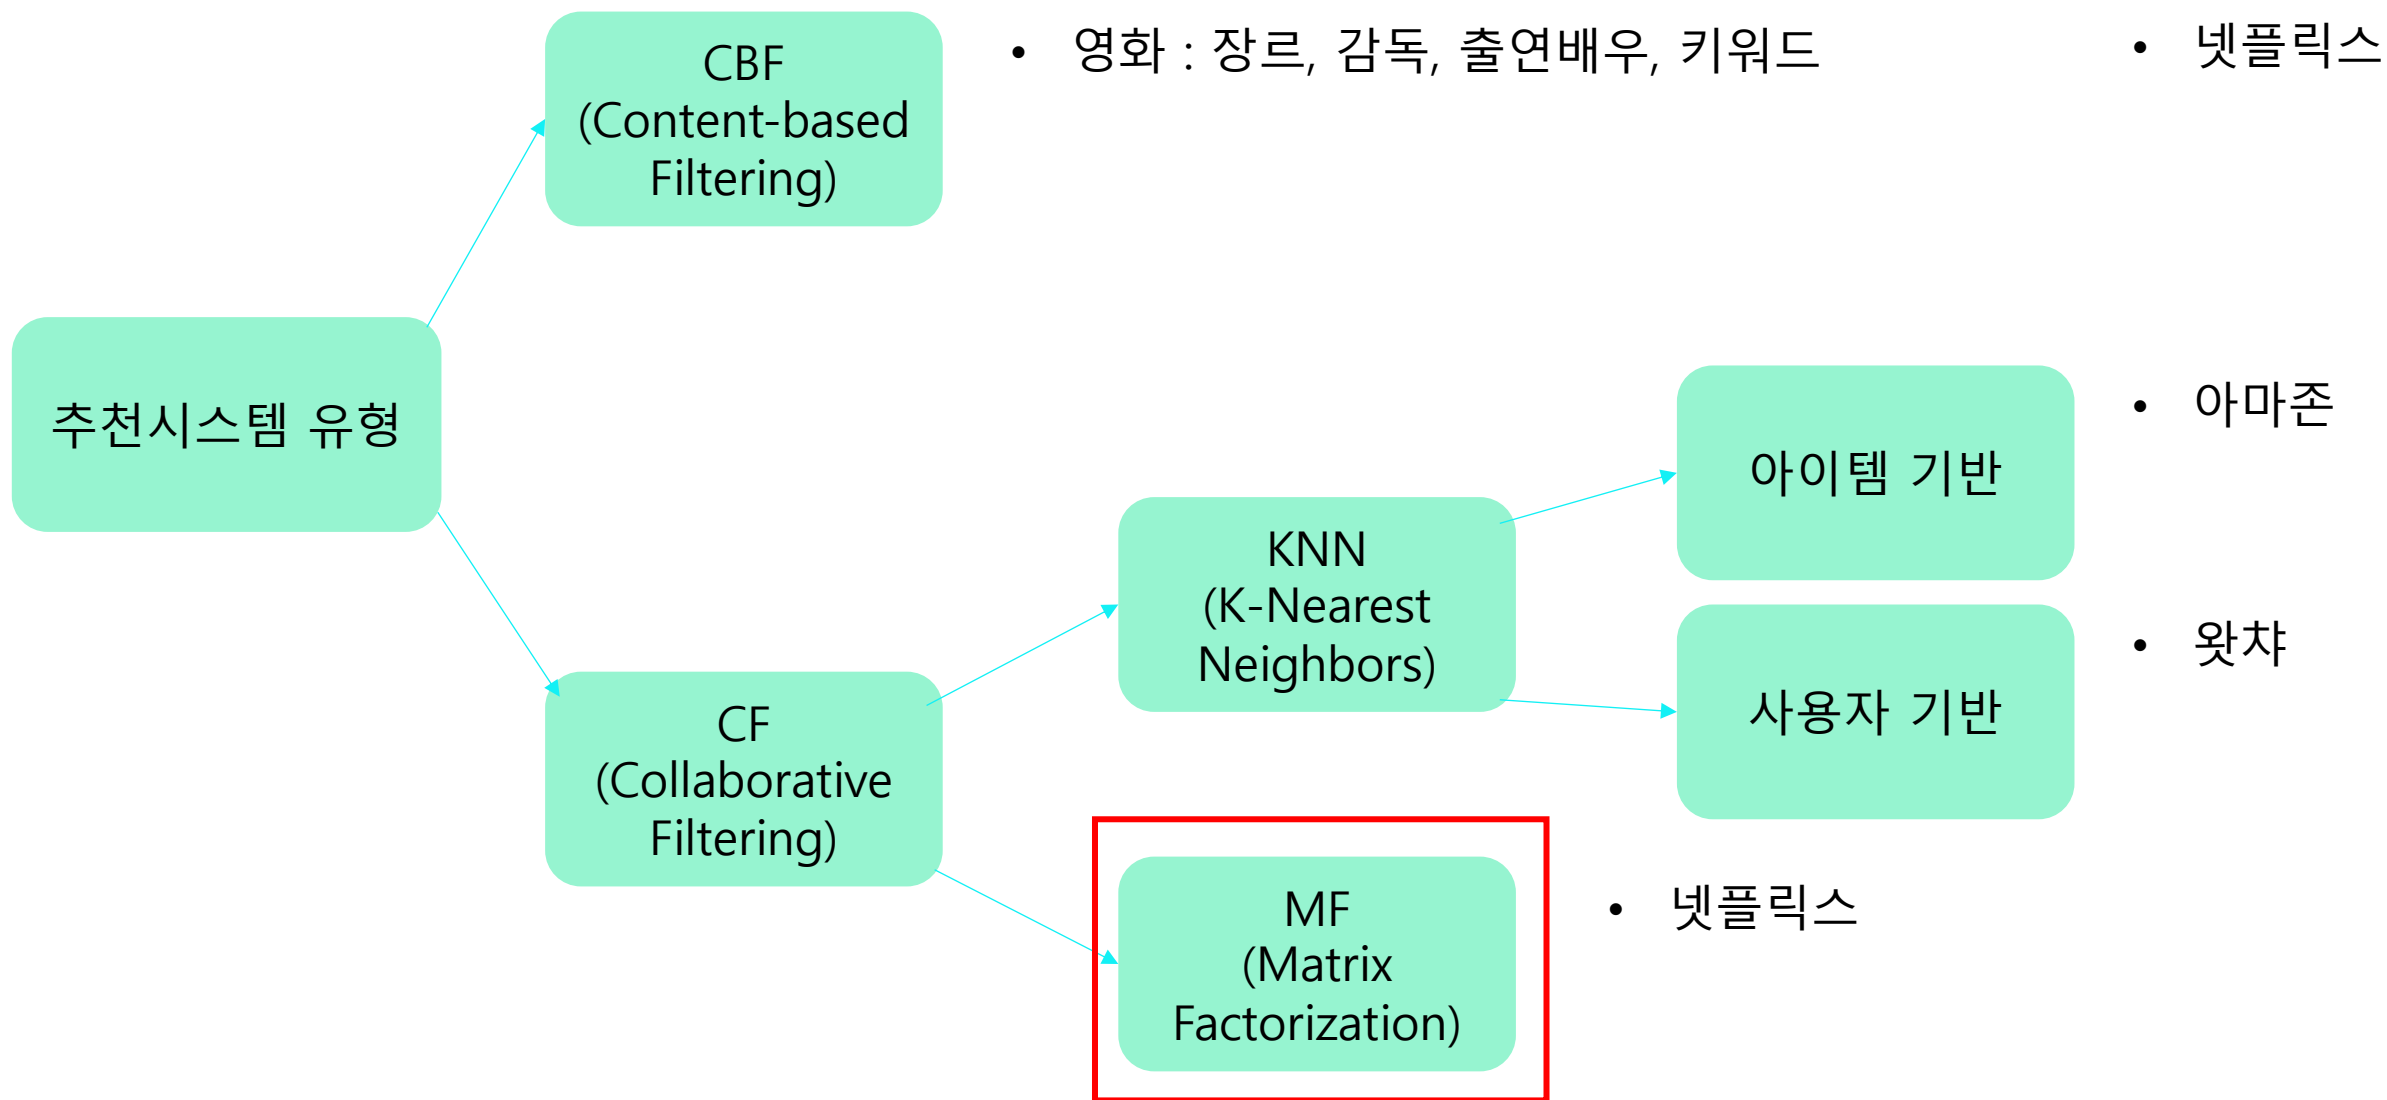 CBF
(Content-based
Filtering)
• 영화 : 장르, 감독, 출연배우, 키워드
• 넷플릭스
추천시스템 유형
아이템 기반
• 아마존
KNN
(K-Nearest
Neighbors)
사용자 기반
• 왓챠
CF
(Collaborative
Filtering)
MF
(Matrix
Factorization)
• 넷플릭스